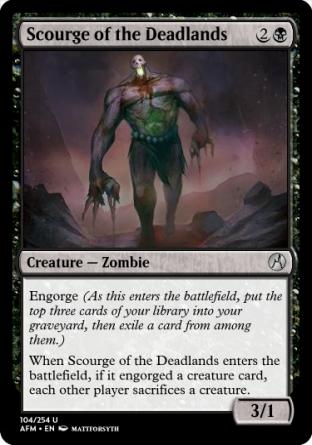 Scourge of the Deadlands 2
Creature — Zombie
Engorge (As this enters the battlefield, put the
top three cards of your library into your
graveyard, then exile a card from among
them.)
When Scourge of the Deadlands enters the
battlefield, if it engorged a creature card,
each other player sacrifices a creature.
3/1
104/254 U
AFM • EN MATTFORSYTH